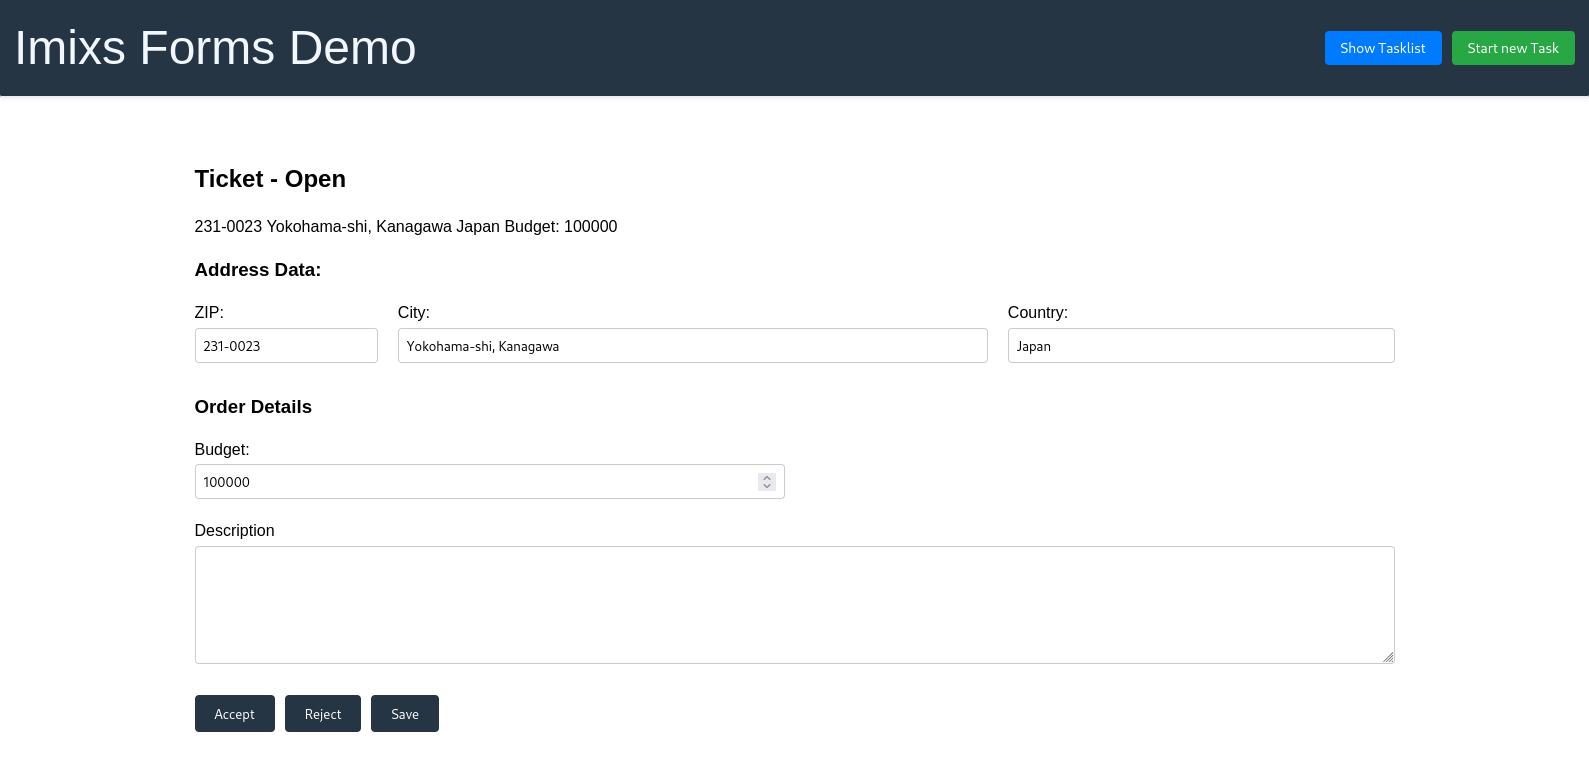 Imixs Forms Demo
Show Tasklist
Start new Task
Ticket - Open
231-0023 Yokohama-shi, Kanagawa Japan Budget: 100000
Address Data:
ZIP: City: Country:
231-0023 Yokohama-shi, Kanagawa Japan
Order Details
Budget:
100000
Description
Accept Reject Save